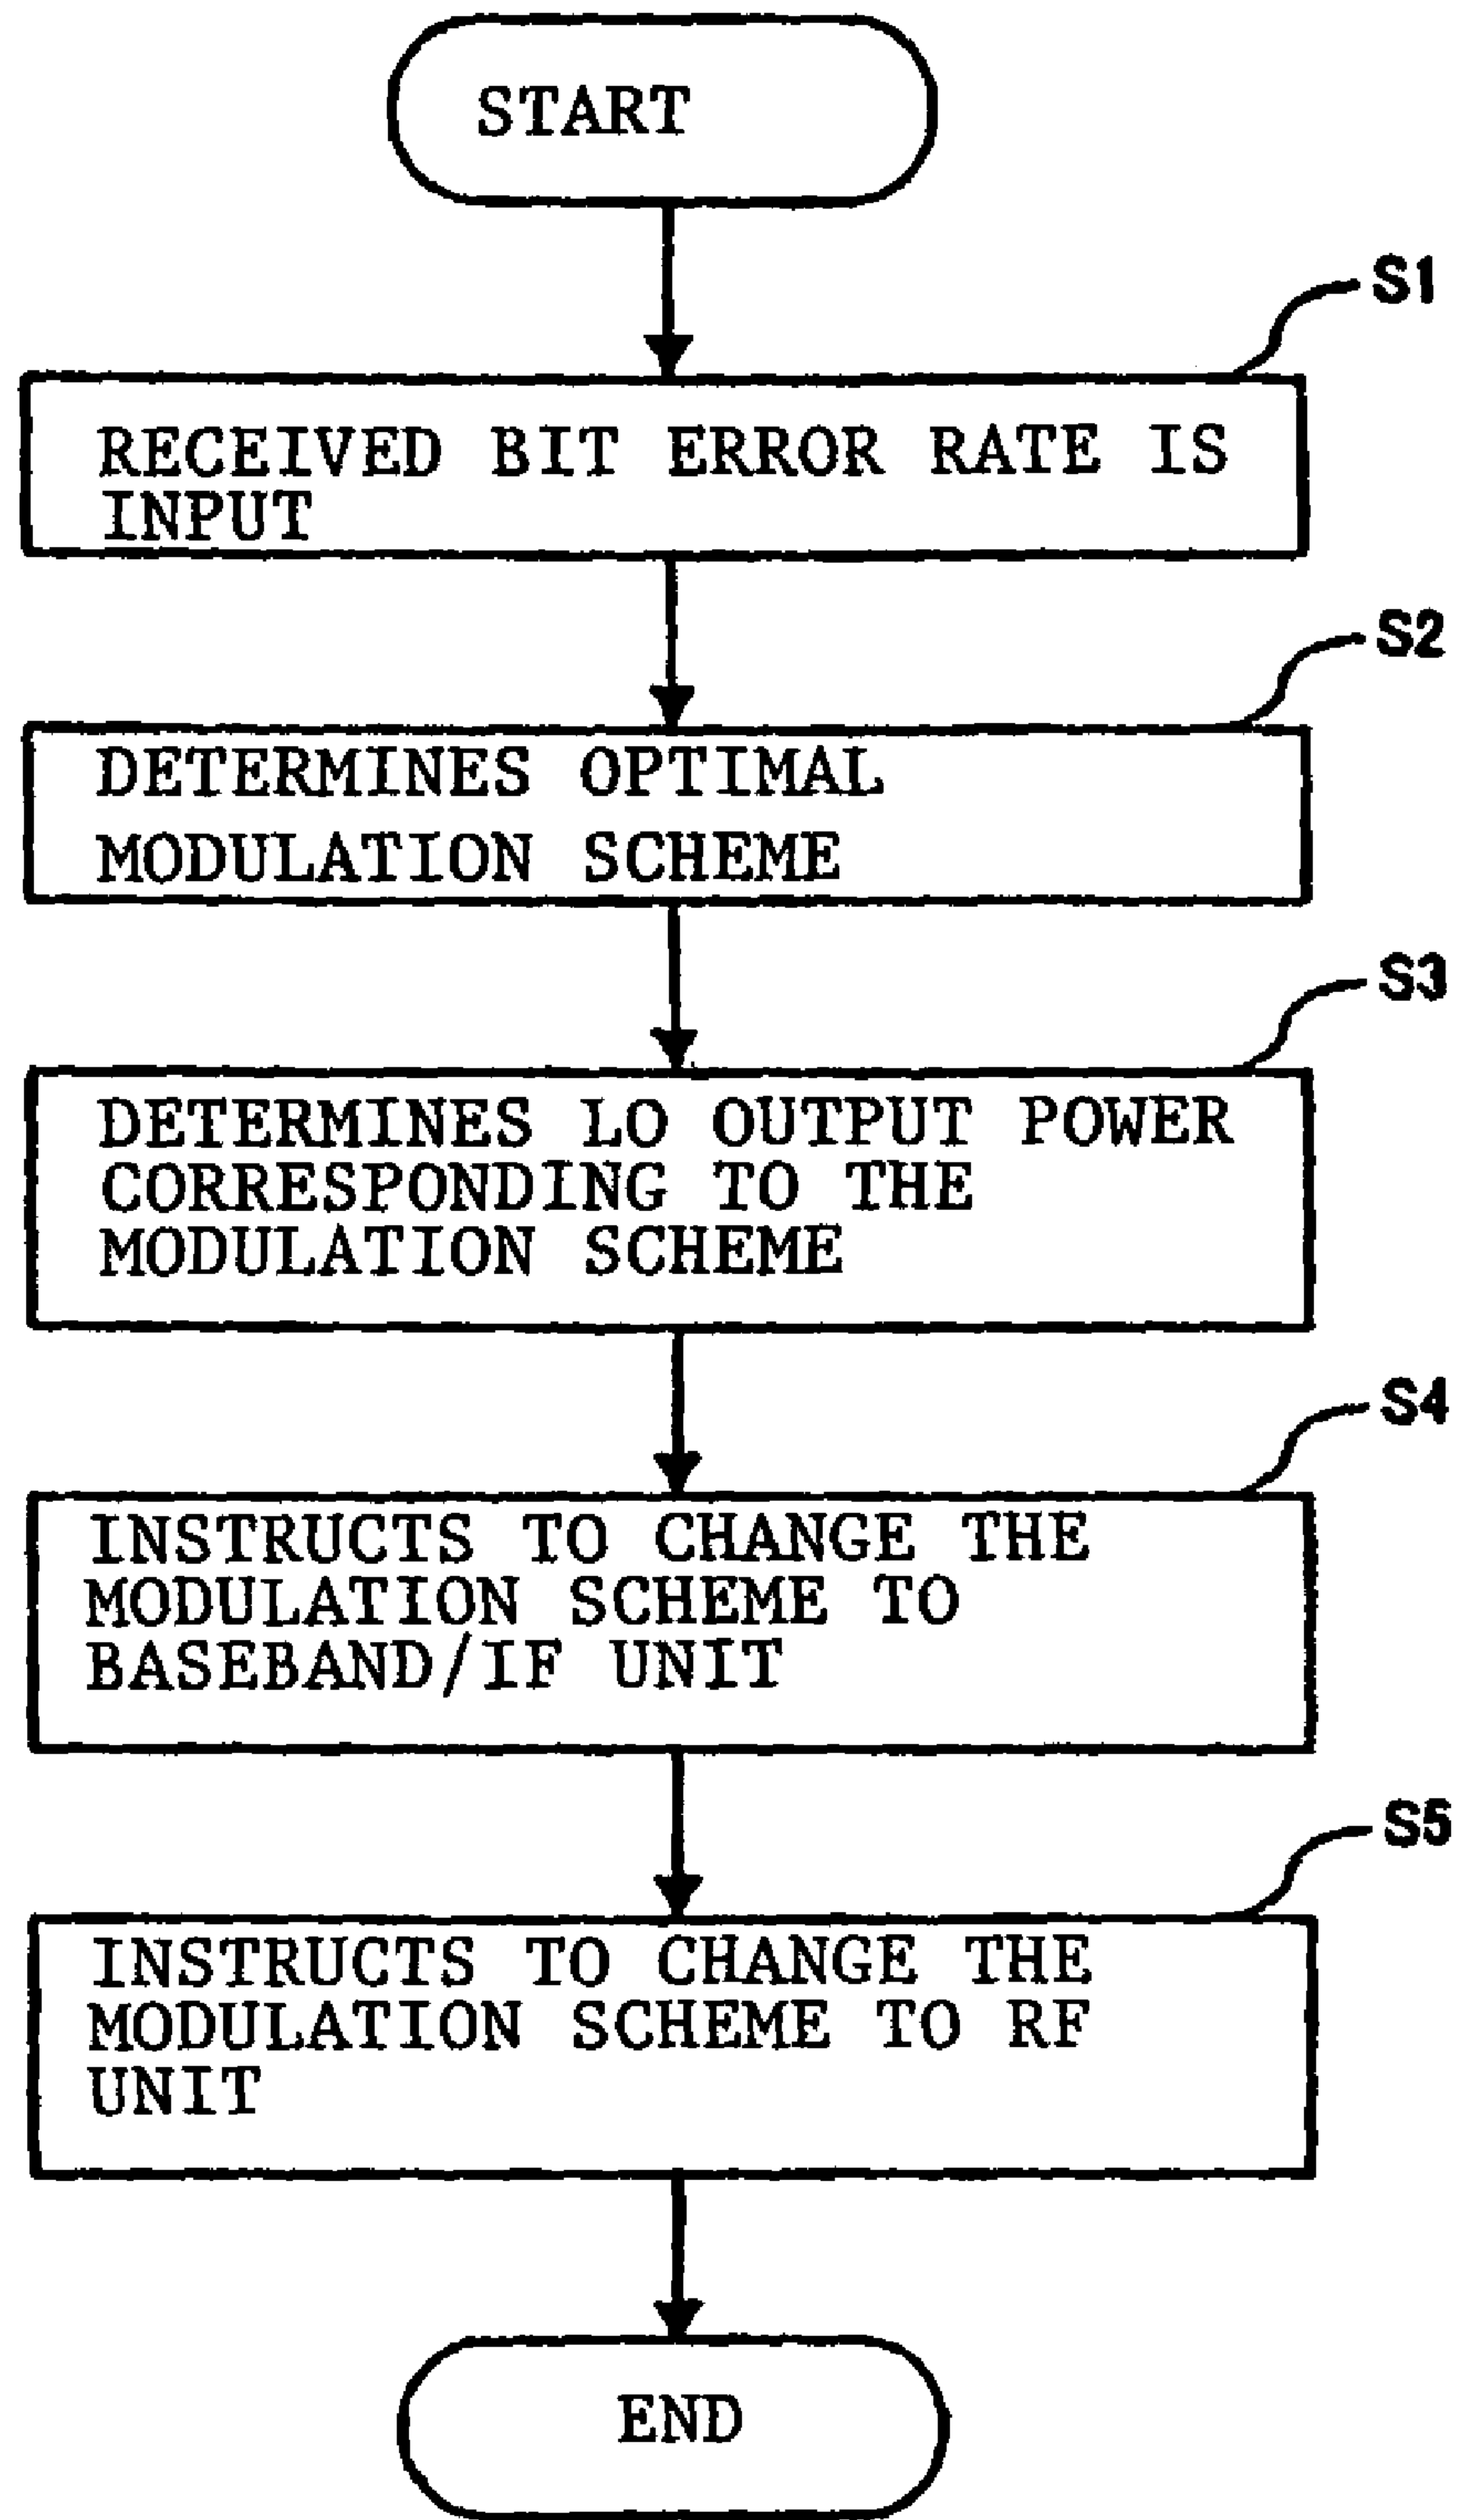 START
S1
RECEIVED BIT ERROR RATE IS
INPUT
S2
DETERMINES OPTIMAL
MODULATION SCHEME
S3
DETERMINES LO OUTPUT POWER
CORRESPONDING TO THE
MODULATION SCHEME
S4
INSTRUCTS TO CHANGE THE
MODULATION SCHEME TO
BASEBAND/IF UNIT
S5
INSTRUCTS TO CHANGE THE
MODULATION SCHEME TO RF
UNIT
END